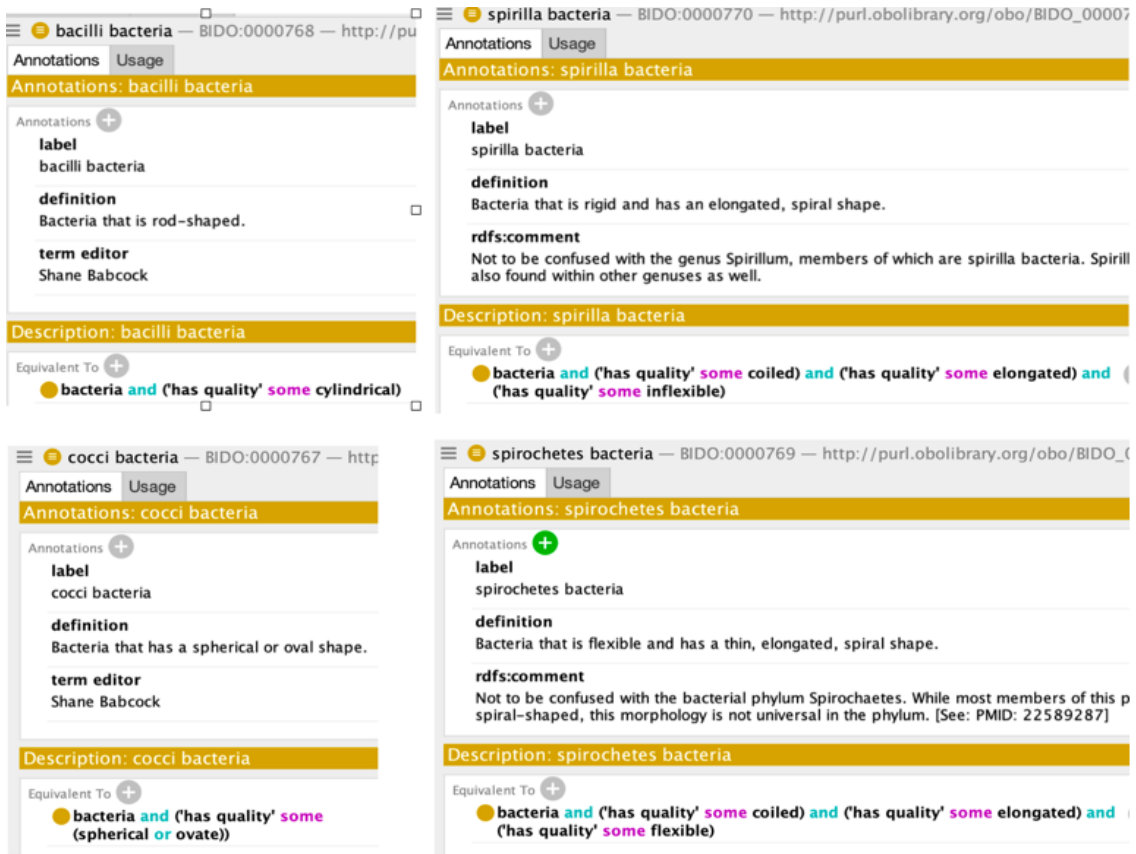 bacilli bacteria — BIDO:0000768 — http://pu
Annotations Usage
Annotations: bacilli bacteria
Annotations
label
bacilli bacteria
definition
Bacteria that is rod-shaped.
term editor
Shane Babcock
Description: bacilli bacteria
Equivalent To
bacteria and ('has quality' some cylindrical)
spirilla bacteria — BIDO:0000770 — http://purl.obolibrary.org/obo/BIDO_00007
Annotations Usage
Annotations: spirilla bacteria
Annotations
label
spirilla bacteria
definition
Bacteria that is rigid and has an elongated, spiral shape.
rdfs:comment
Not to be confused with the genus Spirillum, members of which are spirilla bacteria. Spirill
also found within other genuses as well.
Description: spirilla bacteria
Equivalent To
bacteria and ('has quality' some coiled) and ('has quality' some elongated) and
('has quality' some inflexible)
cocci bacteria — BIDO:0000767 — http
Annotations Usage
Annotations: cocci bacteria
Annotations
label
cocci bacteria
definition
Bacteria that has a spherical or oval shape.
term editor
Shane Babcock
Description: cocci bacteria
Equivalent To
bacteria and ('has quality' some
(spherical or ovate))
spirochetes bacteria — BIDO:0000769 — http://purl.obolibrary.org/obo/BIDO_
Annotations Usage
Annotations: spirochetes bacteria
Annotations
label
spirochetes bacteria
definition
Bacteria that is flexible and has a thin, elongated, spiral shape.
rdfs:comment
Not to be confused with the bacterial phylum Spirochaetes. While most members of this p
spiral-shaped, this morphology is not universal in the phylum. [See: PMID: 22589287]
Description: spirochetes bacteria
Equivalent To
bacteria and ('has quality' some coiled) and ('has quality' some elongated) and
('has quality' some flexible)